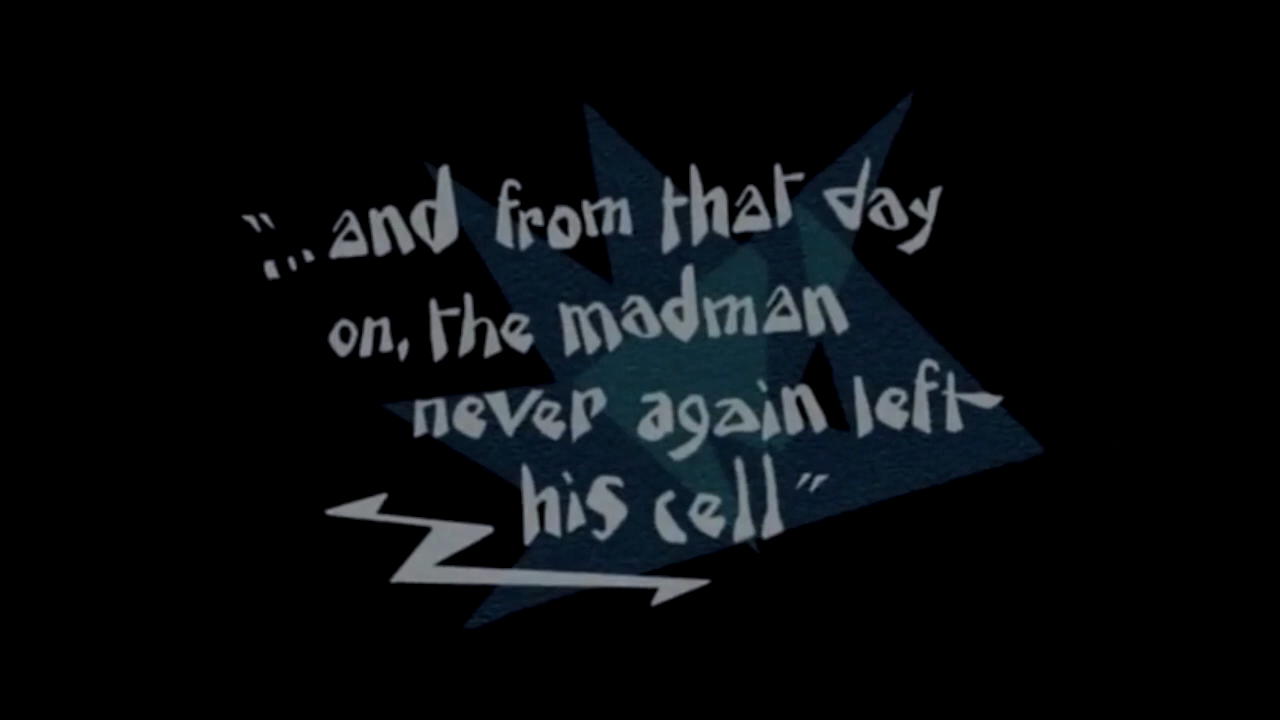 "...and from that day
on, the madman
never again left
his cell"